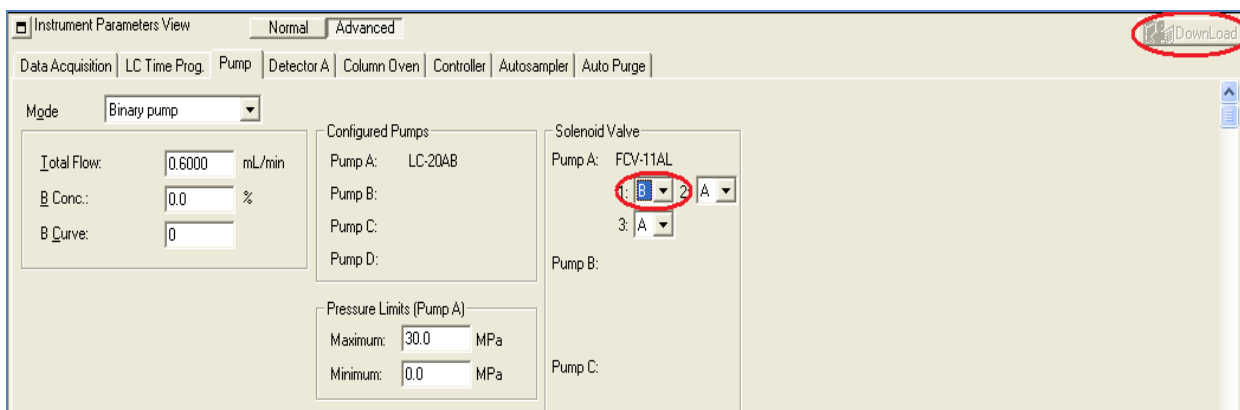 Instrument Parameters View Normal Advanced DownLoad
Data Acquisition LC Time Prog. Pump Detector A Column Oven Controller Autosampler Auto Purge
Mode Binary pump
Total Flow: 0.6000 mL/min
B Conc.: 0.0 %
B Curve: 0
Configured Pumps
Pump A: LC-20AB
Pump B:
Pump C:
Pump D:
Pressure Limits (Pump A)
Maximum: 30.0 MPa
Minimum: 0.0 MPa
Solenoid Valve
Pump A: FCV-11AL
1: B 2: A
3: A
Pump B:
Pump C: